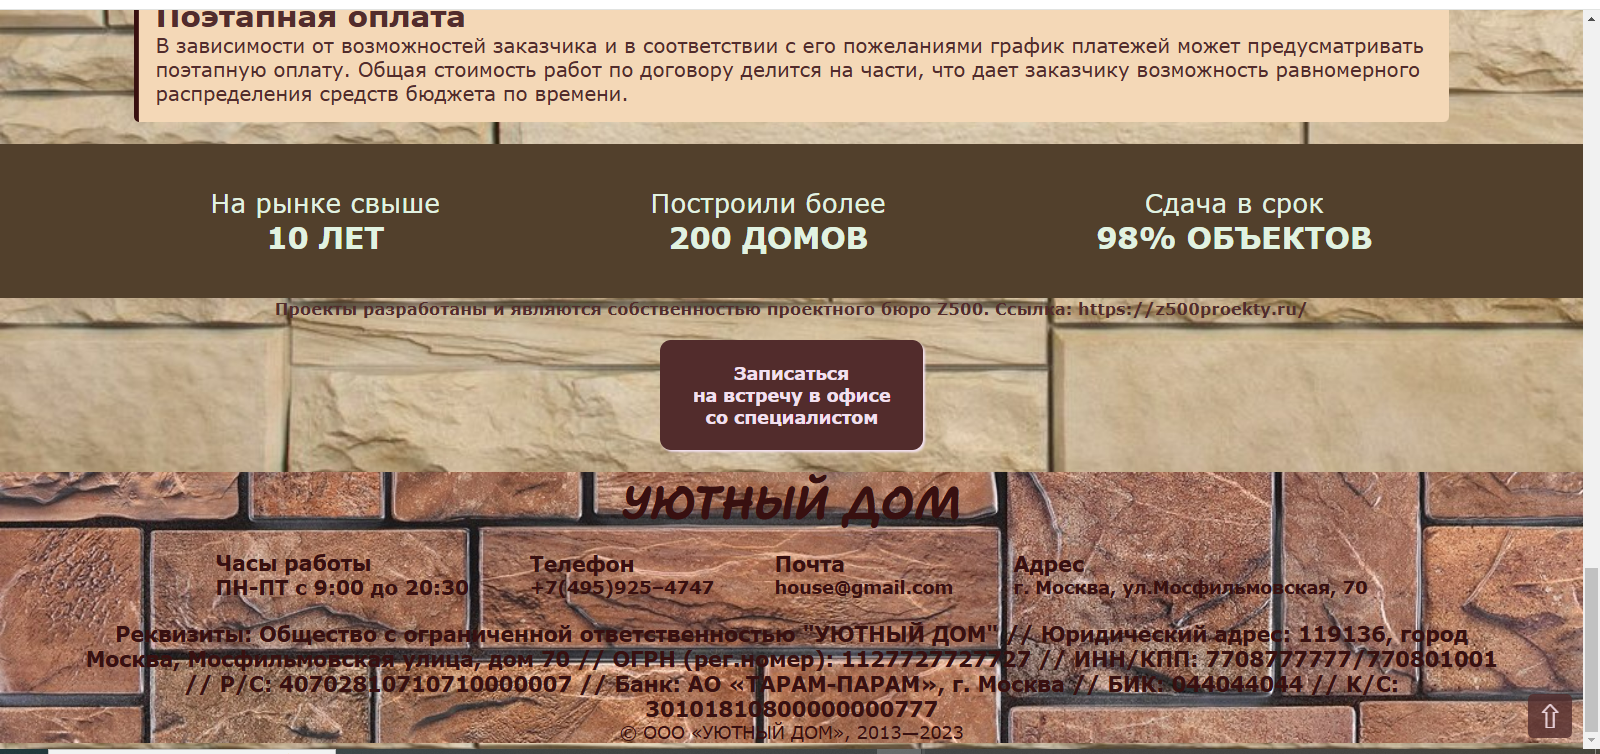 Поэтапная оплата
В зависимости от возможностей заказчика и в соответствии с его пожеланиями график платежей может предусматривать
поэтапную оплату. Общая стоимость работ по договору делится на части, что дает заказчику возможность равномерного
распределения средств бюджета по времени.
На рынке свыше
10 ЛЕТ
Построили более
200 ДОМОВ
Сдача в срок
98% ОБЪЕКТОВ
Проекты разработаны и являются собственностью проектного бюро Z500. Ссылка: https://z500proekty.ru/
Записаться
на встречу в офисе
со специалистом
УЮТНЫЙ ДОМ
Часы работы
ПН-ПТ с 9:00 до 20:30
Телефон
+7(495)925–4747
Почта
house@gmail.com
Адрес
г. Москва, ул.Мосфильмовская, 70
Реквизиты: Общество с ограниченной ответственностью "УЮТНЫЙ ДОМ" // Юридический адрес: 119136, город
Москва, Мосфильмовская улица, дом 70 // ОГРН (рег.номер): 1127727727727 // ИНН/КПП: 7708777777/770801001
// Р/С: 40702810710710000007 // Банк: АО «ТАРАМ-ПАРАМ», г. Москва // БИК: 044044044 // К/С:
30101810800000000777
© ООО «УЮТНЫЙ ДОМ», 2013—2023
⇧